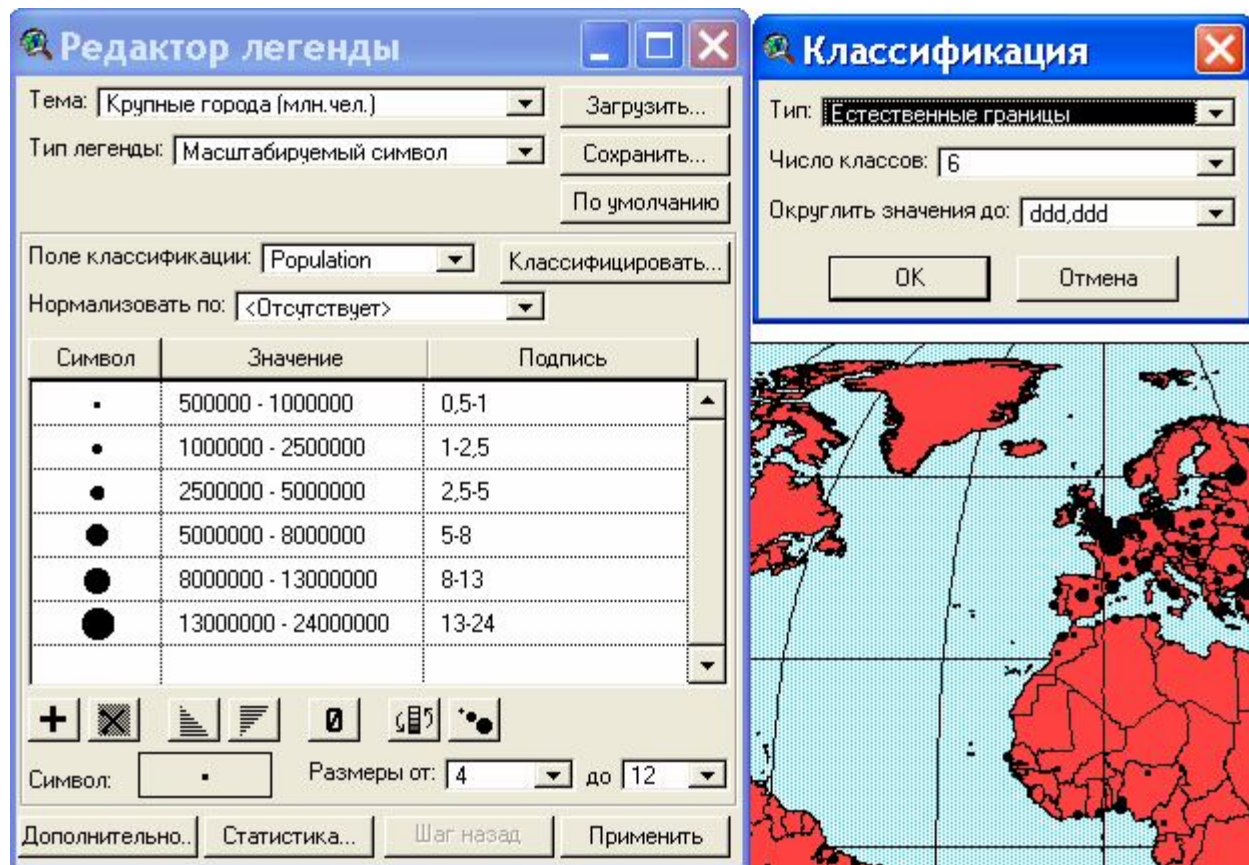 Редактор легенды
Тема: Крупные города (млн.чел.)
Загрузить...
Тип легенды: Масштабируемый символ
Сохранить...
По умолчанию
Поле классификации: Population
Классифицировать...
Нормализовать по: <Отсутствует>
Символ Значение Подпись
500000 - 1000000 0,5-1
1000000 - 2500000 1-2,5
2500000 - 5000000 2,5-5
5000000 - 8000000 5-8
8000000 - 13000000 8-13
13000000 - 24000000 13-24
Символ:
Размеры от: 4 до 12
Дополнительно.. Статистика... Шаг назад Применить
Классификация
Тип: Естественные границы
Число классов: 6
Округлить значения до: ddd,ddd
OK Отмена